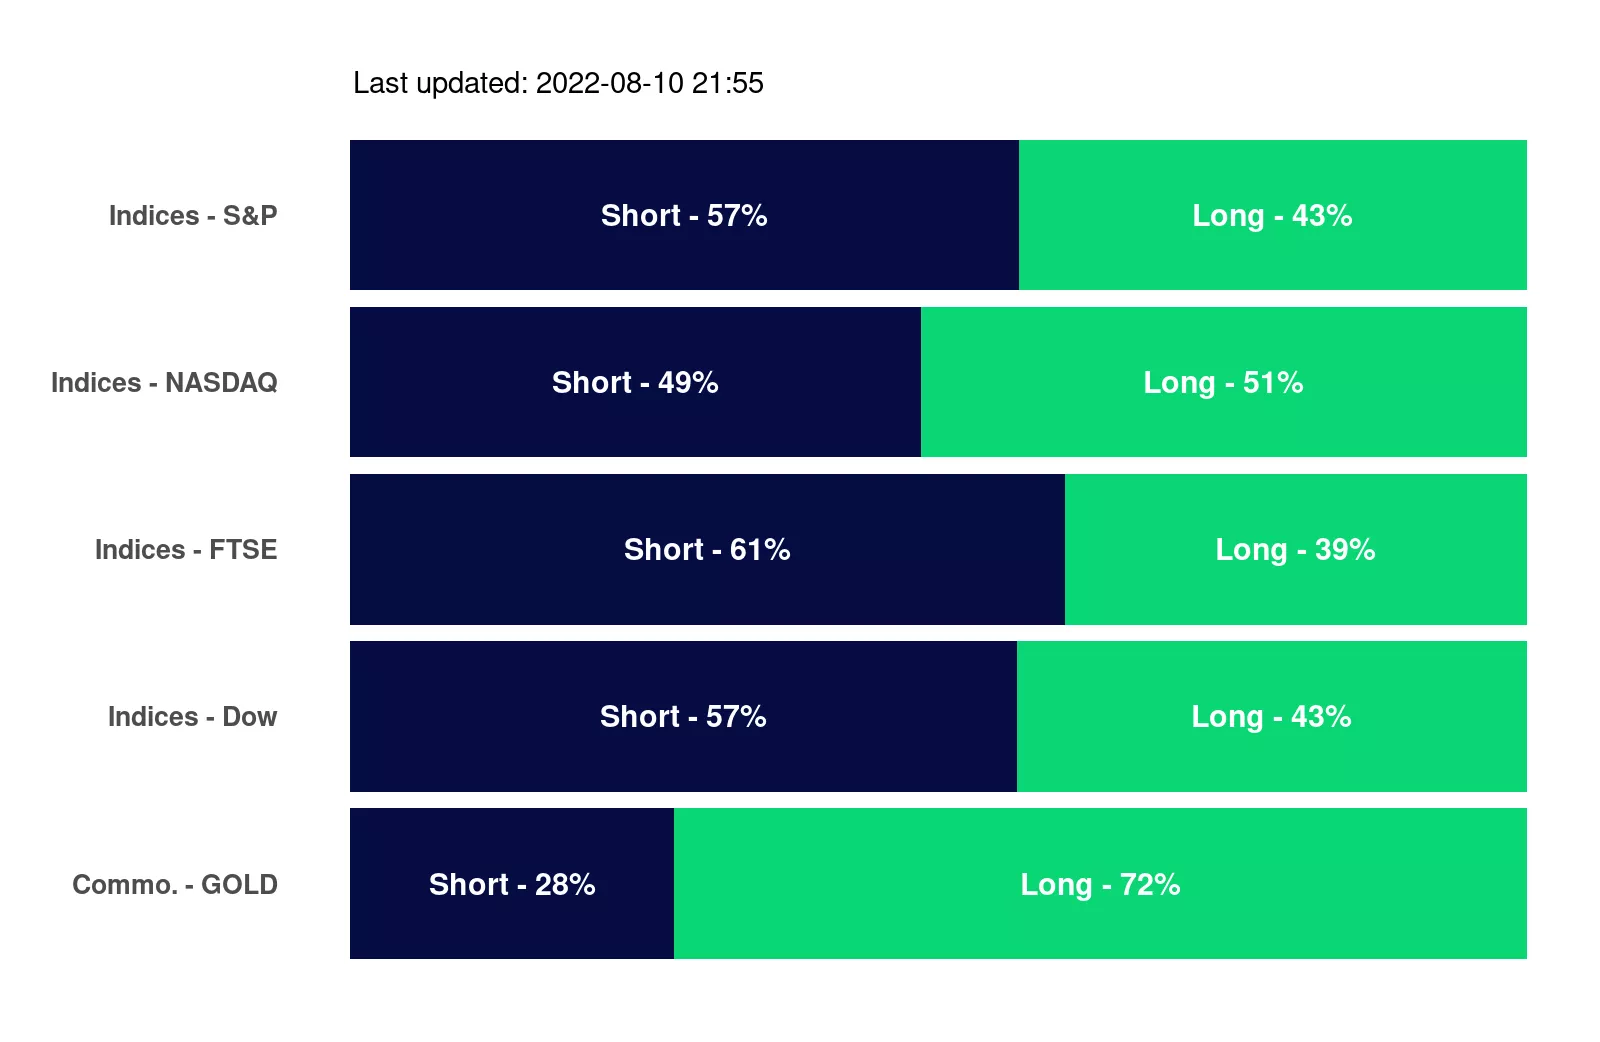 Last updated: 2022-08-10 21:55
Indices - S&P Short - 57% Long - 43%
Indices - NASDAQ Short - 49% Long - 51%
Indices - FTSE Short - 61% Long - 39%
Indices - Dow Short - 57% Long - 43%
Commo. - GOLD Short - 28% Long - 72%